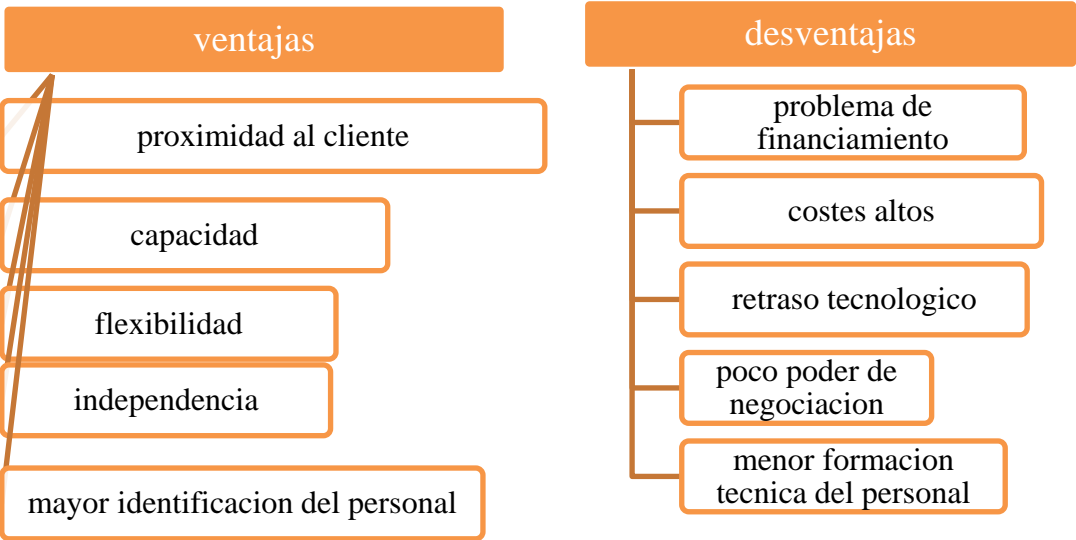 ventajas
proximidad al cliente
capacidad
flexibilidad
independencia
mayor identificacion del personal
desventajas
problema de
financiamiento
costes altos
retraso tecnologico
poco poder de
negociacion
menor formacion
tecnica del personal